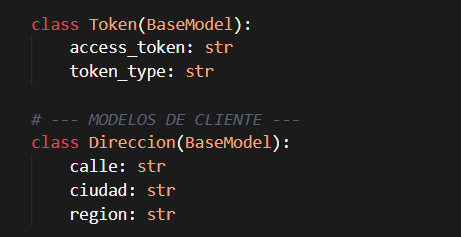 class Token(BaseModel):
    access_token: str
    token_type: str

# --- MODELOS DE CLIENTE ---
class Direccion(BaseModel):
    calle: str
    ciudad: str
    region: str